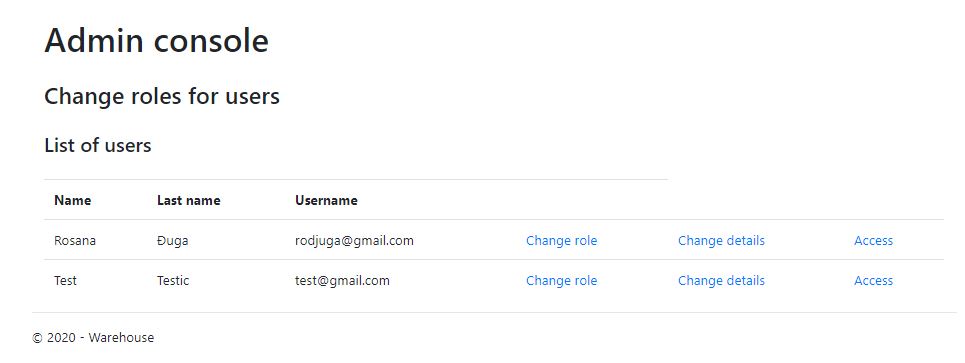 Admin console
Change roles for users
List of users
Name Last name Username
Rosana Đuga rodjuga@gmail.com Change role Change details Access
Test Testic test@gmail.com Change role Change details Access
© 2020 - Warehouse